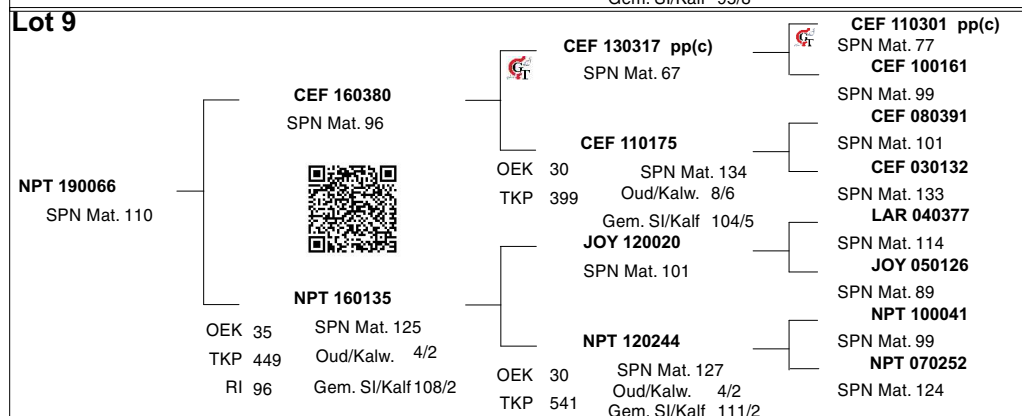 Gem. SI/Kalf 95/8
Lot 9
CEF 110301 pp(c)
CEF 130317 pp(c)
GT
GT
SPN Mat. 77
SPN Mat. 67
CEF 100161
CEF 160380
SPN Mat. 99
SPN Mat. 96
CEF 080391
CEF 110175
SPN Mat. 101
OEK 30
SPN Mat. 134
CEF 030132
NPT 190066
TKP 399
Oud/Kalw. 8/6
SPN Mat. 133
SPN Mat. 110
Gem. SI/Kalf 104/5
LAR 040377
JOY 120020
SPN Mat. 114
SPN Mat. 101
JOY 050126
NPT 160135
SPN Mat. 89
OEK 35
SPN Mat. 125
NPT 100041
NPT 120244
SPN Mat. 99
TKP 449
Oud/Kalw. 4/2
OEK 30
SPN Mat. 127
NPT 070252
RI 96
Gem. SI/Kalf 108/2
Oud/Kalw. 4/2
SPN Mat. 124
TKP 541
Gem. SI/Kalf 111/2